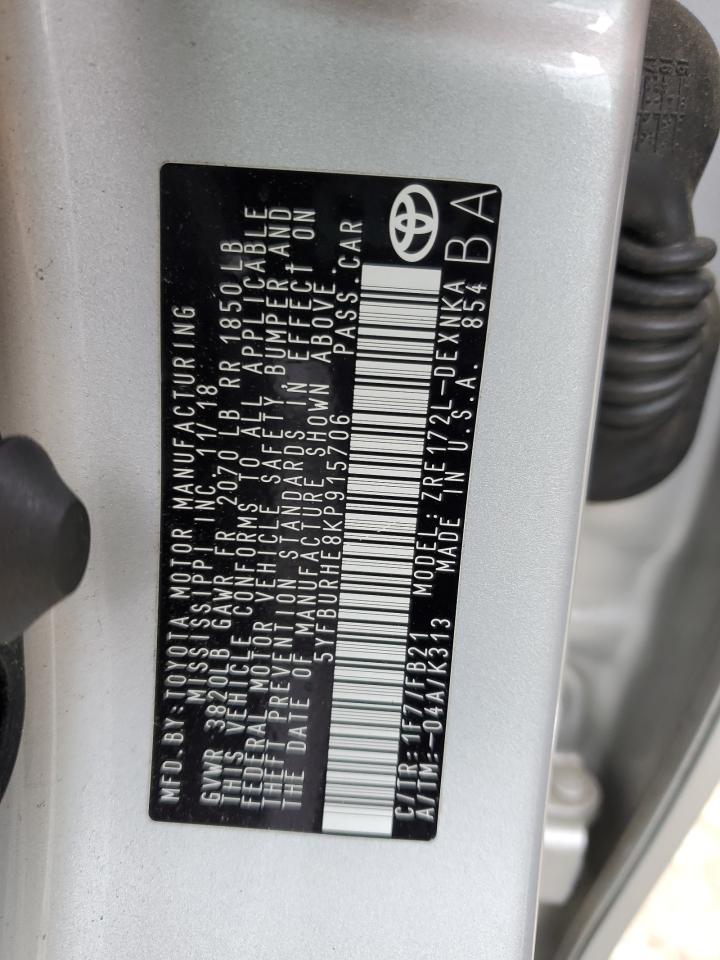 MFD.BY:TOYOTA MOTOR MANUFACTURING
MISSISSIPPI INC. 11/18
GVWR 3820LB GAWR FR 2070 LB RR 1850 LB
THIS VEHICLE CONFORMS TO ALL APPLICABLE
FEDERAL MOTOR VEHICLE SAFETY, BUMPER AND
THEFT PREVENTION STANDARDS IN EFFECT ON
THE DATE OF MANUFACTURE SHOWN ABOVE.
5YFBURHE8KP915706 PASS.CAR
C/TR: 1F7/FB21 MODEL: ZRE172L-DEXNKA
A/TM:-04A/K313 MADE IN U.S.A. 854
BA